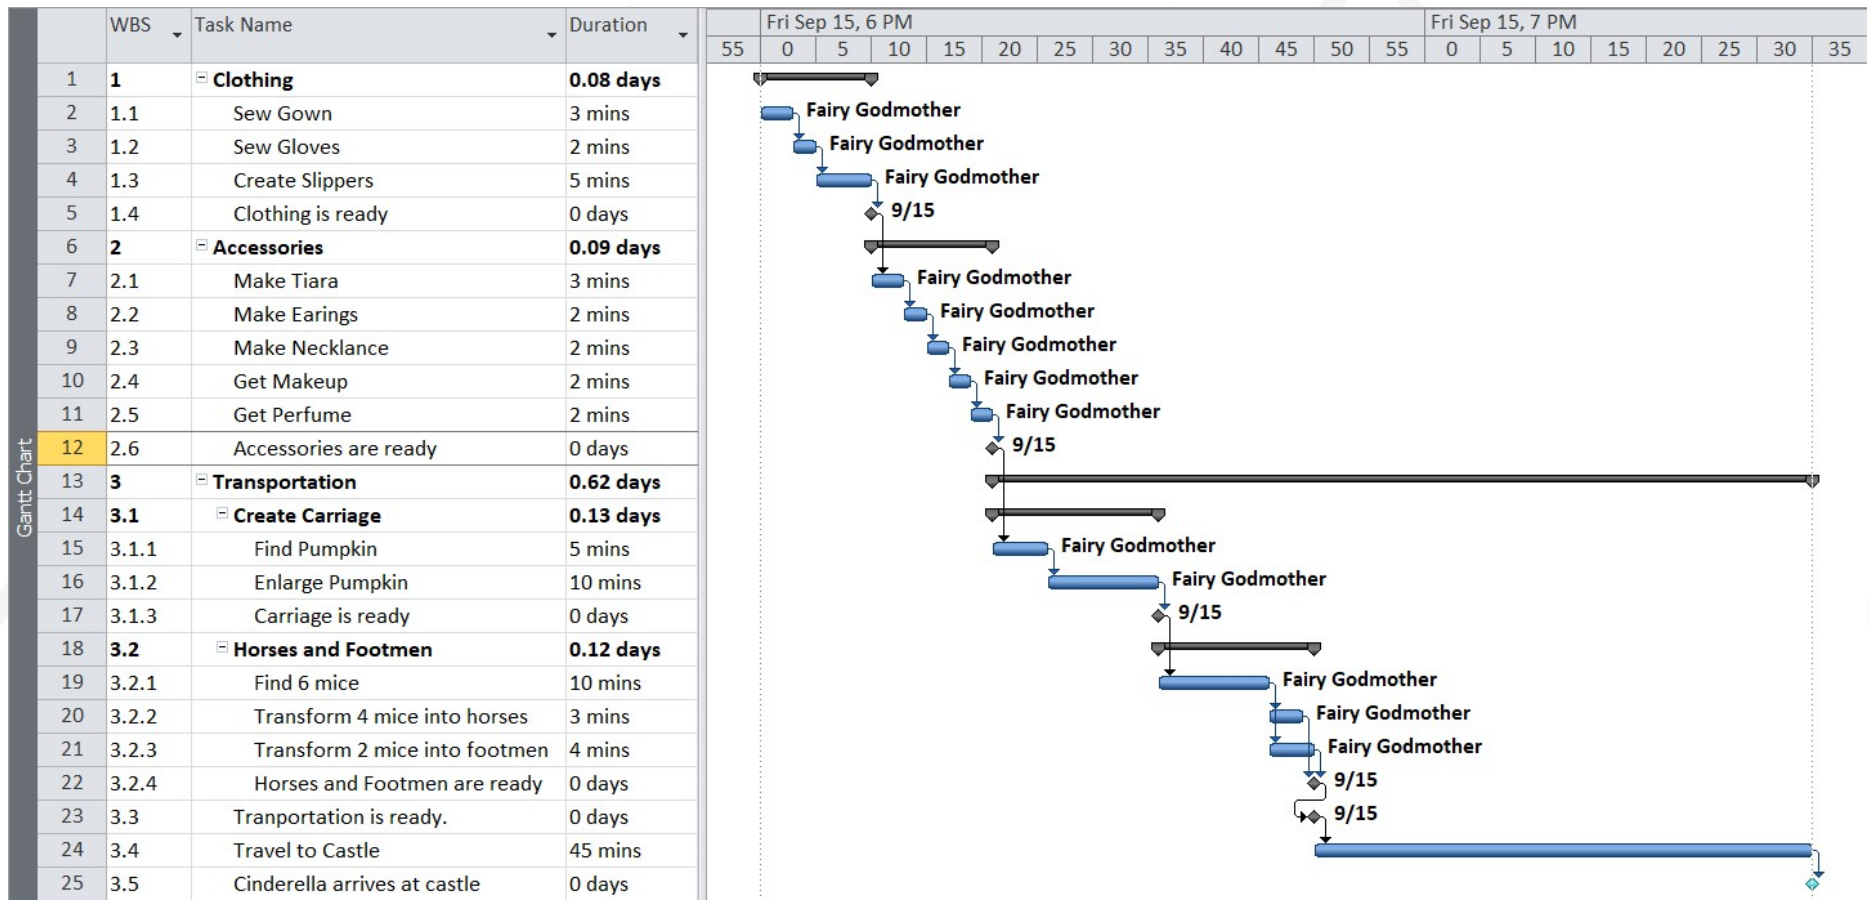 WBS Task Name Duration Fri Sep 15, 6 PM Fri Sep 15, 7 PM
55 0 5 10 15 20 25 30 35 40 45 50 55 0 5 10 15 20 25 30 35
1 1 Clothing 0.08 days
2 1.1 Sew Gown 3 mins Fairy Godmother
3 1.2 Sew Gloves 2 mins Fairy Godmother
4 1.3 Create Slippers 5 mins Fairy Godmother
5 1.4 Clothing is ready 0 days 9/15
6 2 Accessories 0.09 days
7 2.1 Make Tiara 3 mins Fairy Godmother
8 2.2 Make Earings 2 mins Fairy Godmother
9 2.3 Make Necklance 2 mins Fairy Godmother
10 2.4 Get Makeup 2 mins Fairy Godmother
11 2.5 Get Perfume 2 mins Fairy Godmother
12 2.6 Accessories are ready 0 days 9/15
13 3 Transportation 0.62 days
14 3.1 Create Carriage 0.13 days
15 3.1.1 Find Pumpkin 5 mins Fairy Godmother
16 3.1.2 Enlarge Pumpkin 10 mins Fairy Godmother
17 3.1.3 Carriage is ready 0 days 9/15
18 3.2 Horses and Footmen 0.12 days
19 3.2.1 Find 6 mice 10 mins Fairy Godmother
20 3.2.2 Transform 4 mice into horses 3 mins Fairy Godmother
21 3.2.3 Transform 2 mice into footmen 4 mins Fairy Godmother
22 3.2.4 Horses and Footmen are ready 0 days 9/15
23 3.3 Tranportation is ready. 0 days 9/15
24 3.4 Travel to Castle 45 mins
25 3.5 Cinderella arrives at castle 0 days
Gantt Chart